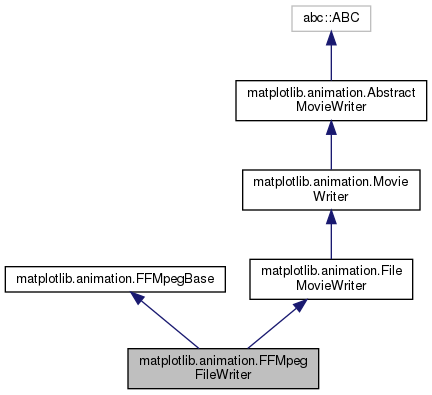 abc::ABC
matplotlib.animation.Abstract
MovieWriter
matplotlib.animation.Movie
Writer
matplotlib.animation.FFMpegBase
matplotlib.animation.File
MovieWriter
matplotlib.animation.FFMpeg
FileWriter